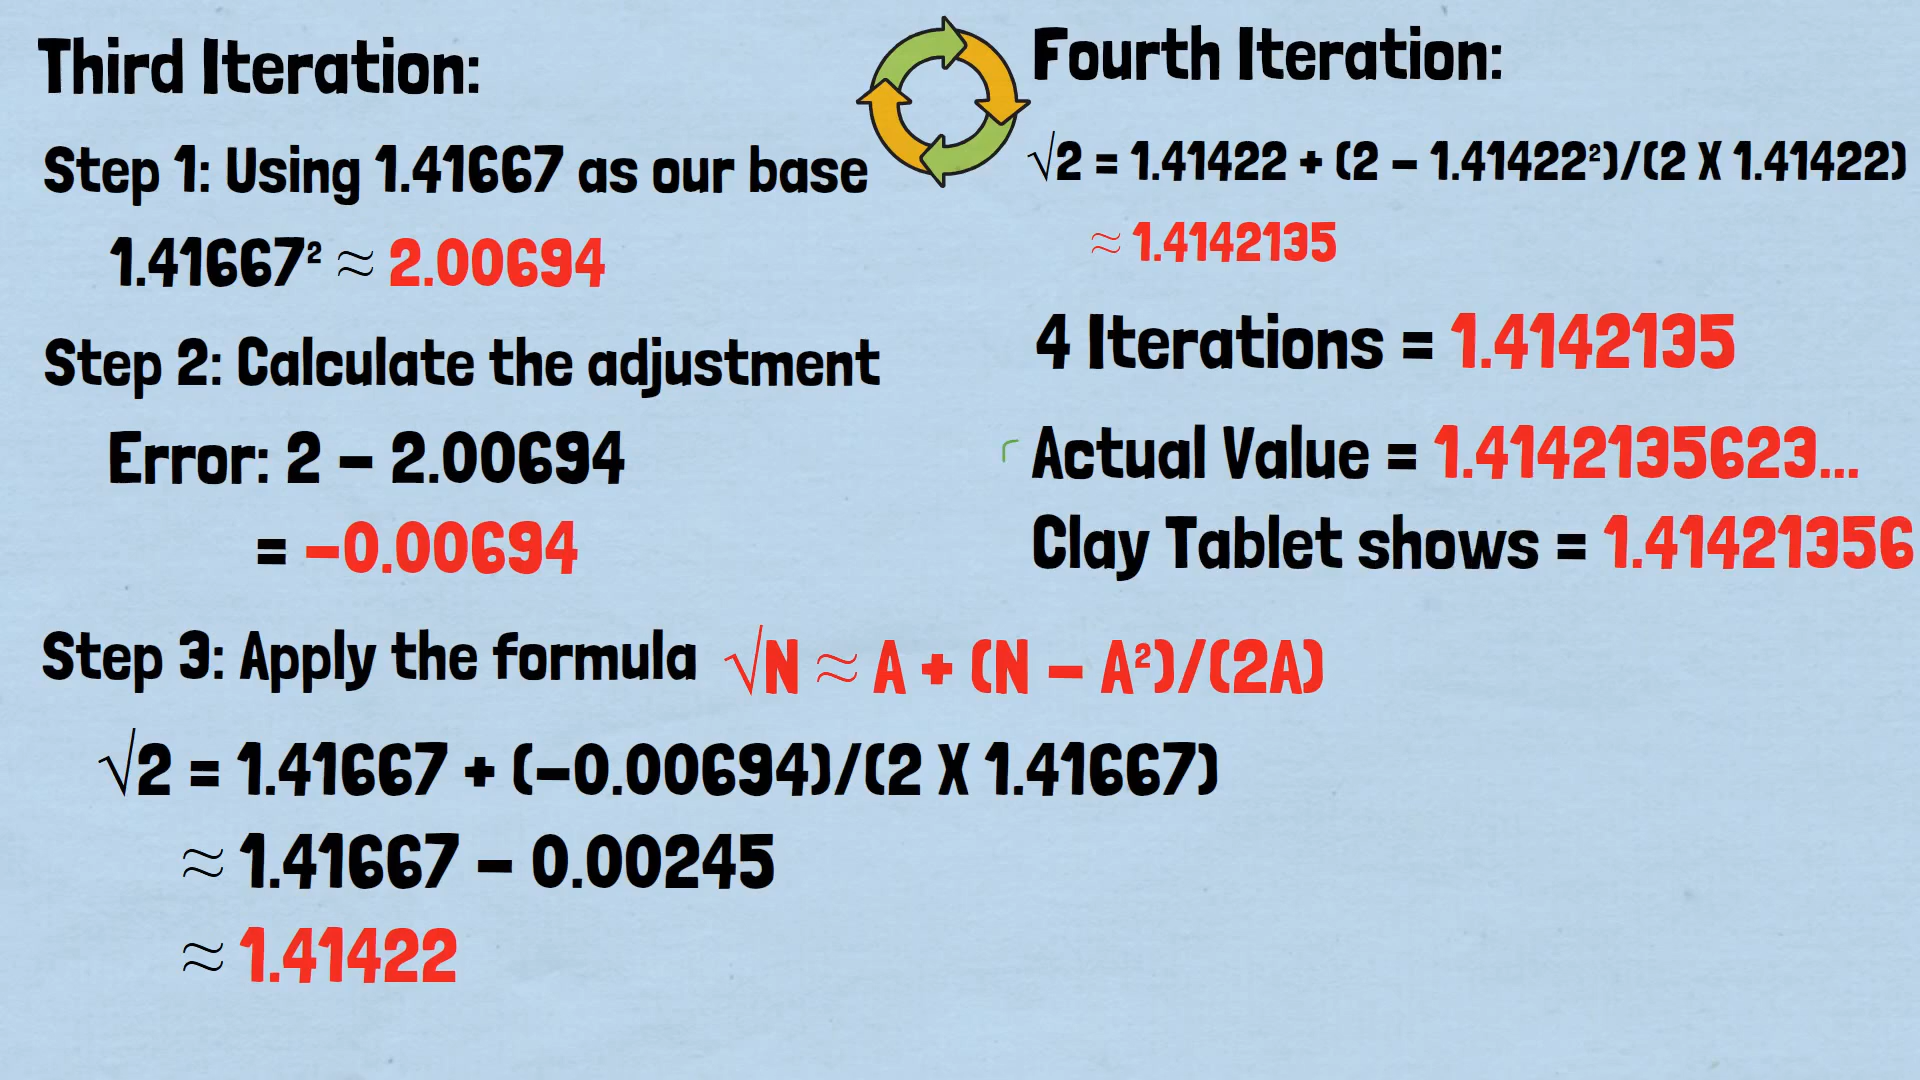 Third Iteration:
Step 1: Using 1.41667 as our base
1.41667² ≈ 2.00694
Step 2: Calculate the adjustment
Error: 2 – 2.00694
= –0.00694
Step 3: Apply the formula √N ≈ A + (N – A²)/(2A)
√2 = 1.41667 + (–0.00694)/(2 X 1.41667)
≈ 1.41667 – 0.00245
≈ 1.41422
Fourth Iteration:
√2 = 1.41422 + (2 – 1.41422²)/(2 X 1.41422)
≈ 1.4142135
4 Iterations = 1.4142135
Actual Value = 1.4142135623...
Clay Tablet shows = 1.41421356